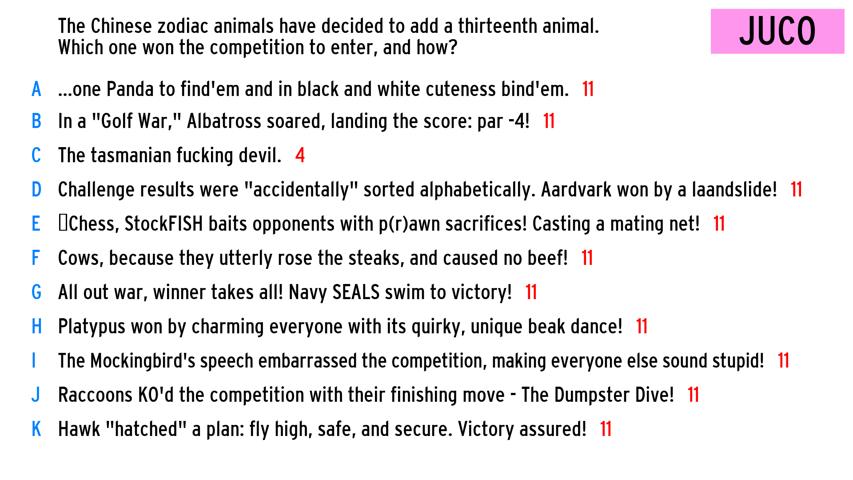 The Chinese zodiac animals have decided to add a thirteenth animal.
Which one won the competition to enter, and how?
JUCO
A ...one Panda to find'em and in black and white cuteness bind'em. 11
B In a "Golf War," Albatross soared, landing the score: par -4! 11
C The tasmanian fucking devil. 4
D Challenge results were "accidentally" sorted alphabetically. Aardvark won by a laandslide! 11
E ▯Chess, StockFISH baits opponents with p(r)awn sacrifices! Casting a mating net! 11
F Cows, because they utterly rose the steaks, and caused no beef! 11
G All out war, winner takes all! Navy SEALS swim to victory! 11
H Platypus won by charming everyone with its quirky, unique beak dance! 11
I The Mockingbird's speech embarrassed the competition, making everyone else sound stupid! 11
J Raccoons KO'd the competition with their finishing move - The Dumpster Dive! 11
K Hawk "hatched" a plan: fly high, safe, and secure. Victory assured! 11